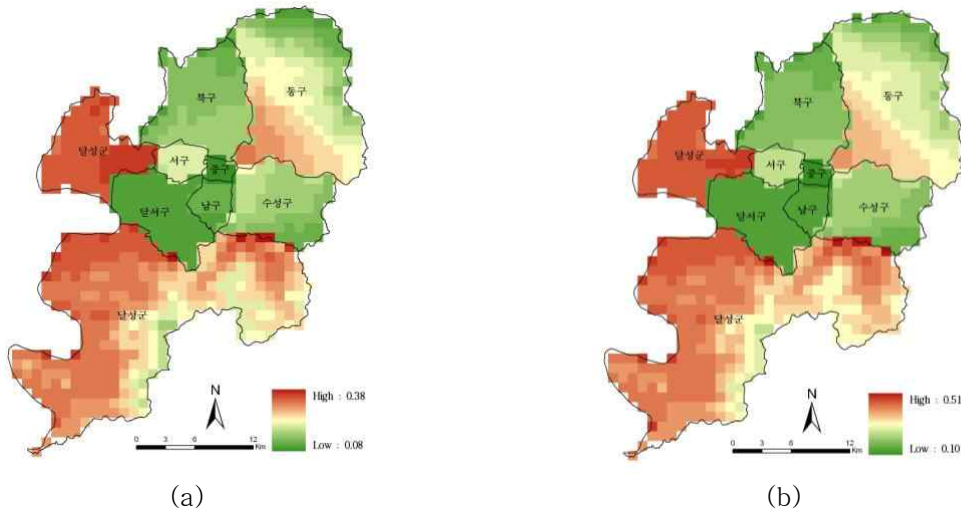 북구
동구
달성군
서구
중구
달서구
남구
수성구
달성군
N
High : 0.38
Low : 0.08
0 3 6 12
Km
(a)
북구
동구
달성군
서구
중구
달서구
남구
수성구
달성군
N
High : 0.51
Low : 0.10
0 3 6 12
Km
(b)